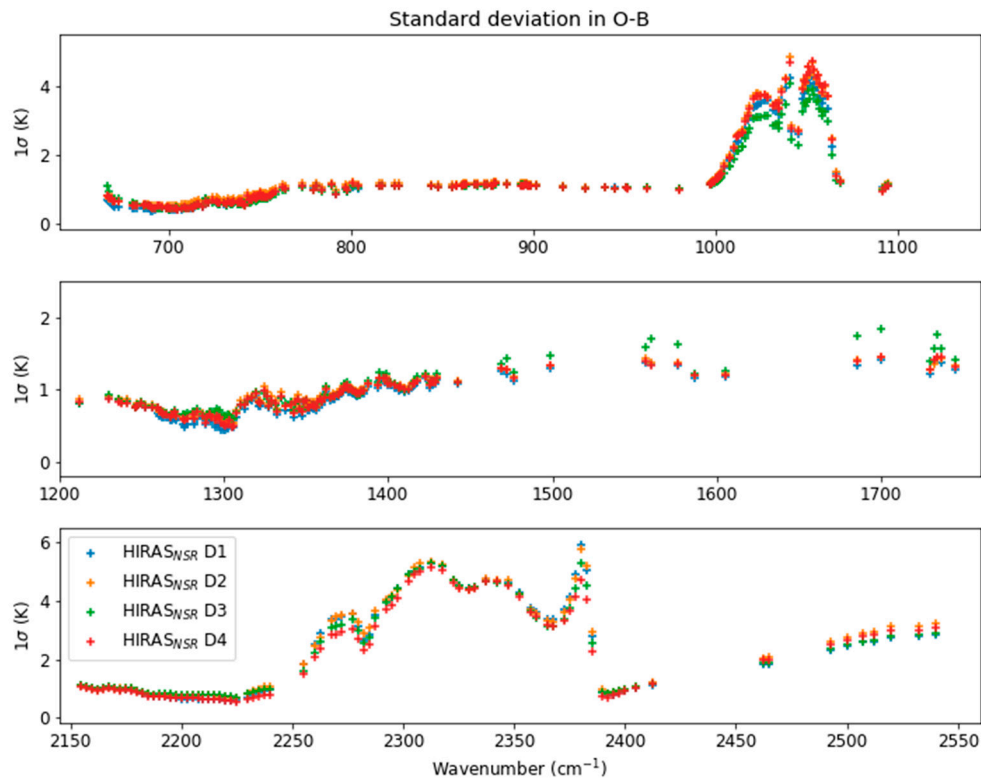 Standard deviation in O-B
1σ (K)
4
2
0
700 800 900 1000 1100
1σ (K)
2
1
0
1200 1300 1400 1500 1600 1700
1σ (K)
6
4
2
0
HIRAS_NSR D1
HIRAS_NSR D2
HIRAS_NSR D3
HIRAS_NSR D4
2150 2200 2250 2300 2350 2400 2450 2500 2550
Wavenumber (cm⁻¹)